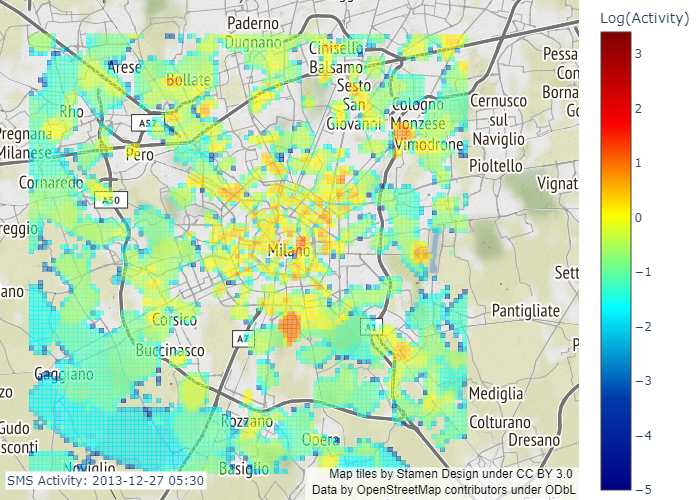 Log(Activity)
Paderno
Dugnano
Cinisello
Balsamo
Arese
Bollate
Sesto
San
Giovanni
Cologno
Monzese
Vimodrone
Pessa
Con
Borna
Go
Cernusco
sul
Naviglio
Rho
A52
Pregnana
Milanese
Pero
Pioltello
Cornaredo
A50
Vignat
reggio
Milano
Sett
ano
Corsico
A7
A1
Pantigliate
Buccinasco
P
Gaggiano
zo
Mediglia
Rozzano
Colturano
Gudo
sconti
Opera
Dresano
Noviglio
Basiglio
SMS Activity: 2013-12-27 05:30
Map tiles by Stamen Design under CC BY 3.0
Data by OpenStreetMap contributors under ODbL
3
2
1
0
−1
−2
−3
−4
−5